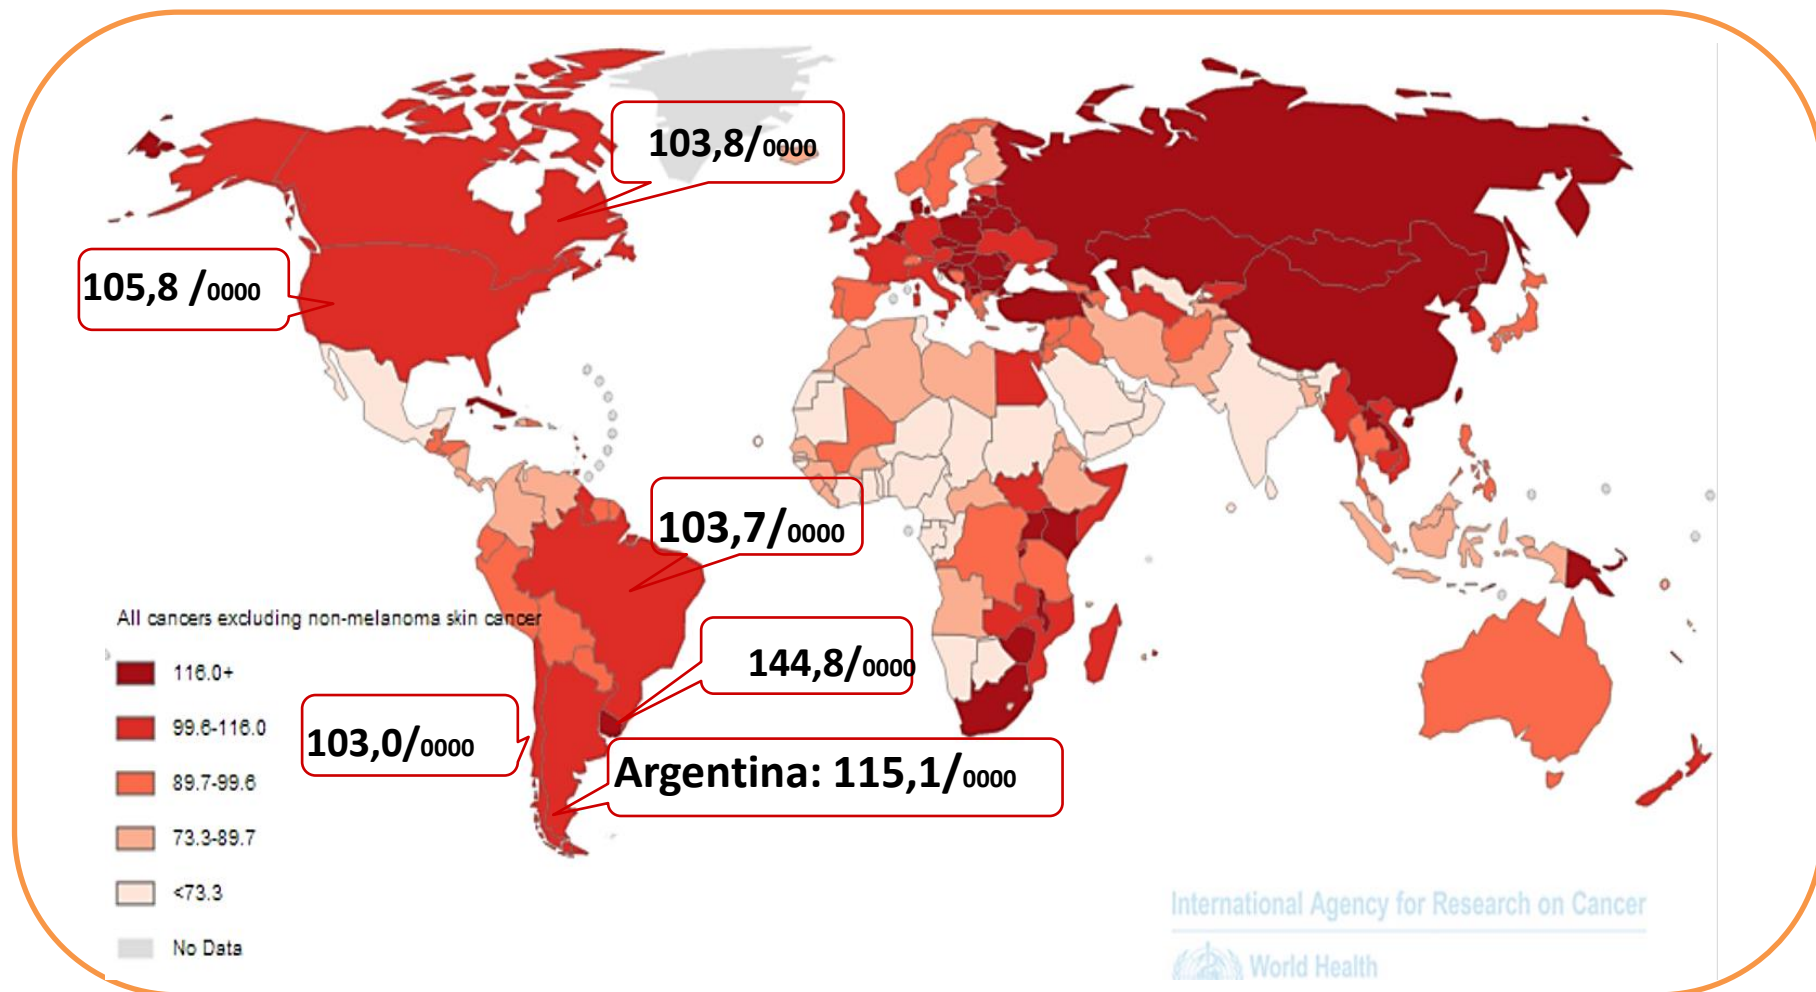 103,8/0000
105,8 /0000
103,7/0000
All cancers excluding non-melanoma skin cancer
144,8/0000
116.0+
99.6-116.0
103,0/0000
Argentina: 115,1/0000
89.7-99.6
73.3-89.7
<73.3
No Data
International Agency for Research on Cancer
World Health